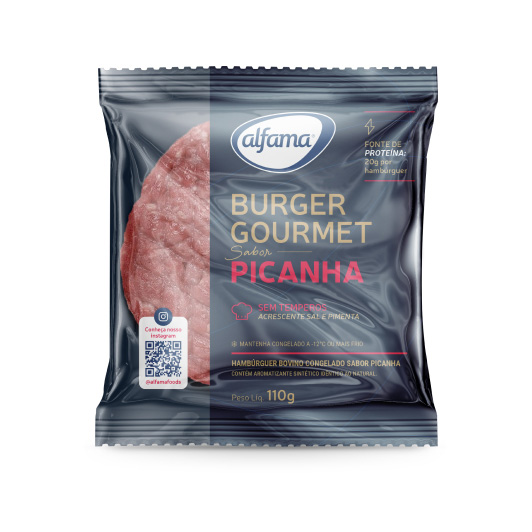 alfama
FONTE DE
PROTEÍNA:
20g por
hambúrguer
BURGER
GOURMET
Sabor
PICANHA
SEM TEMPEROS
ACRESCENTE SAL E PIMENTA
MANTENHA CONGELADO A -12°C OU MAIS FRIO
HAMBÚRGUER BOVINO CONGELADO SABOR PICANHA
CONTÉM AROMATIZANTE SINTÉTICO IDÊNTICO AO NATURAL
Peso Líq. 110g
Conheça nosso
instagram
@alfamafoods